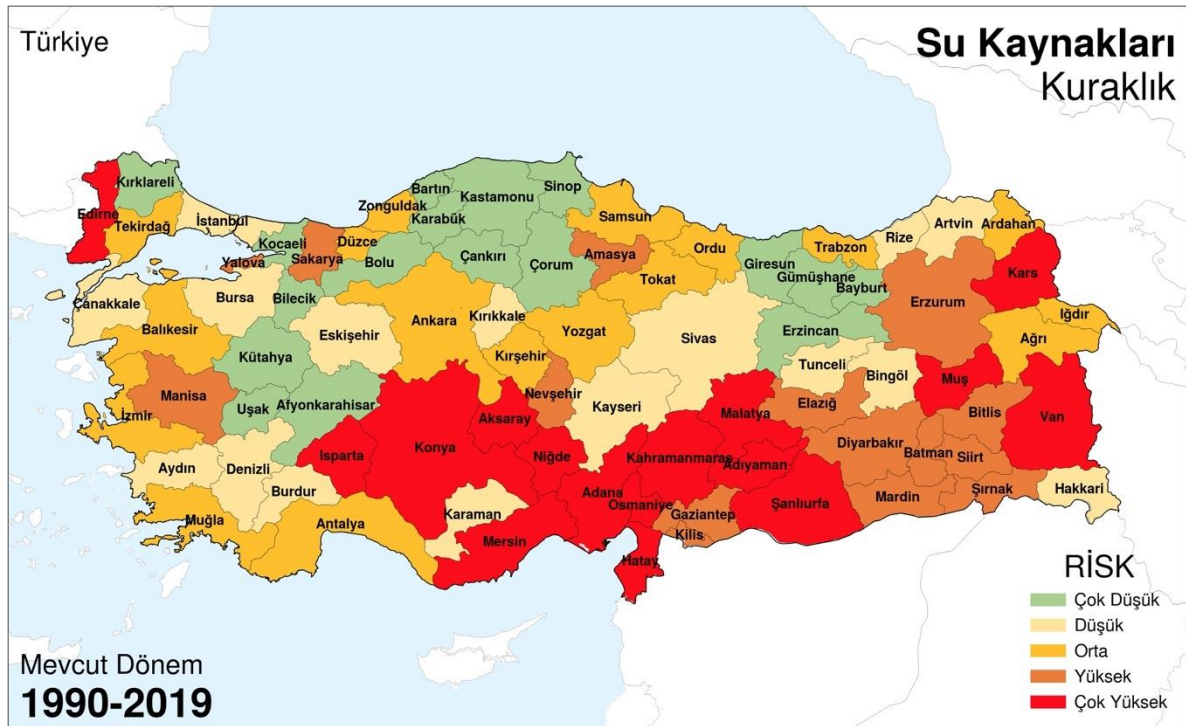 Türkiye
Su Kaynakları
Kuraklık
Kırklareli
Edirne
Tekirdağ
İstanbul
Kocaeli
Yalova
Sakarya
Düzce
Zonguldak
Bartın
Karabük
Kastamonu
Sinop
Bolu
Çankırı
Çorum
Samsun
Amasya
Ordu
Tokat
Giresun
Gümüşhane
Bayburt
Trabzon
Rize
Artvin
Ardahan
Kars
Erzurum
Iğdır
Ağrı
Çanakkale
Bursa
Bilecik
Balıkesir
Kütahya
Eskişehir
Ankara
Kırıkkale
Kırşehir
Yozgat
Sivas
Erzincan
Tunceli
Bingöl
Muş
Van
Bitlis
Manisa
İzmir
Uşak
Afyonkarahisar
Nevşehir
Kayseri
Malatya
Elazığ
Diyarbakır
Batman
Siirt
Aydın
Denizli
Burdur
Isparta
Konya
Aksaray
Niğde
Kahramanmaraş
Adıyaman
Şanlıurfa
Mardin
Şırnak
Hakkari
Muğla
Antalya
Karaman
Mersin
Adana
Osmaniye
Gaziantep
Kilis
Hatay
RİSK
Çok Düşük
Düşük
Orta
Yüksek
Çok Yüksek
Mevcut Dönem
1990-2019